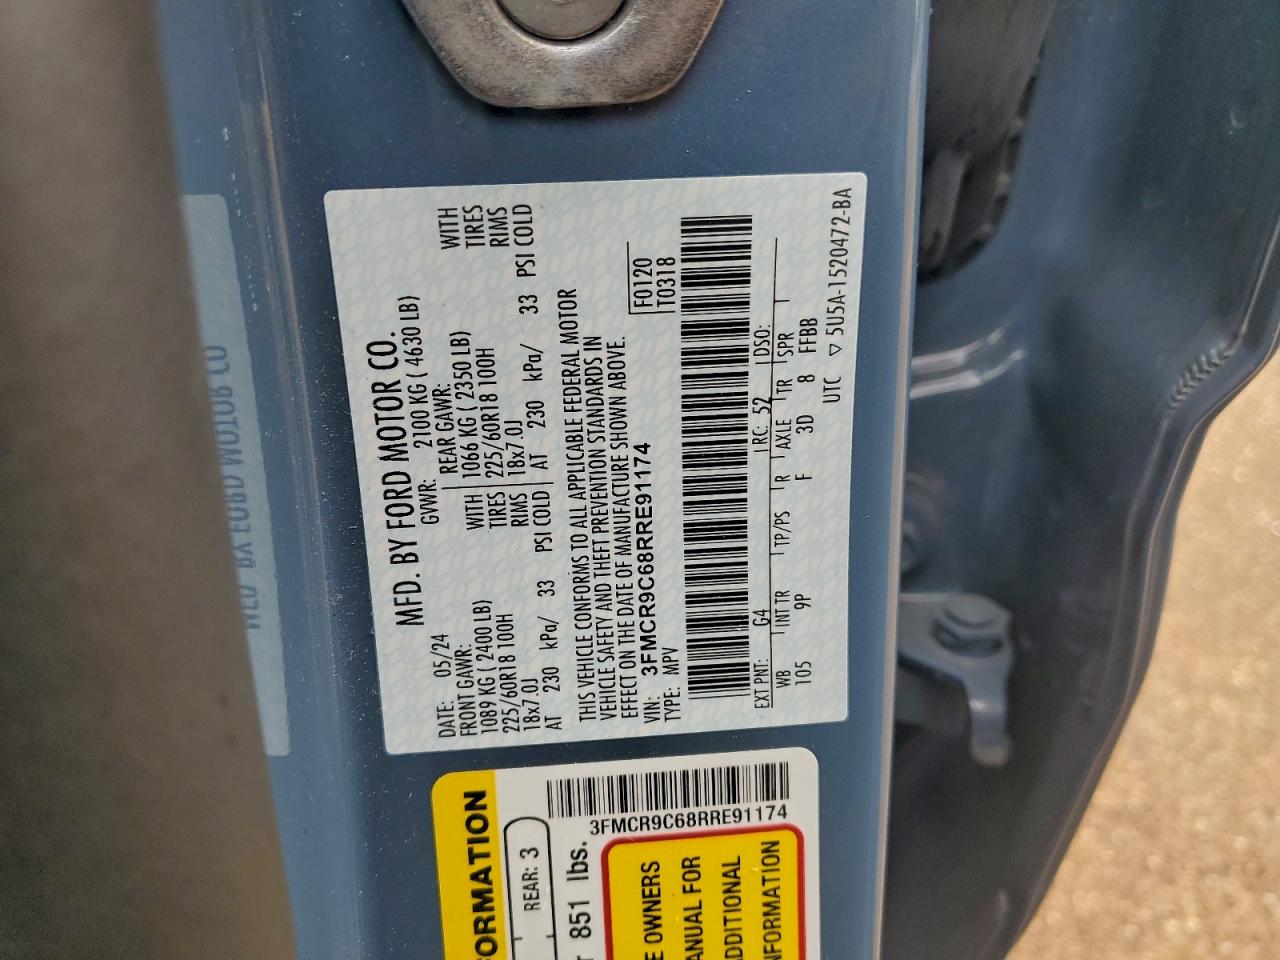 MFD. BY FORD MOTOR CO.
DATE: 05/24 GVWR: 2100 KG ( 4630 LB)
FRONT GAWR: REAR GAWR:
1089 KG ( 2400 LB) WITH 1066 KG ( 2350 LB) WITH
225/60R18 100H TIRES 225/60R18 100H TIRES
18x7.0J RIMS 18x7.0J RIMS
AT 230 kPa/ 33 PSI COLD AT 230 kPa/ 33 PSI COLD
THIS VEHICLE CONFORMS TO ALL APPLICABLE FEDERAL MOTOR
VEHICLE SAFETY AND THEFT PREVENTION STANDARDS IN
EFFECT ON THE DATE OF MANUFACTURE SHOWN ABOVE.
VIN: 3FMCR9C68RRE91174 F0120
TYPE: MPV T0318
EXT PNT: G4 RC: 52 DSO:
WB INT TR TP/PS R AXLE TR SPR
105 9P F 3D 8 FFBB
UTC ▽ 5U5A-1520472-BA
ORMATION
REAR: 3
851 lbs.
3FMCR9C68RRE91174
E OWNERS
ANUAL FOR
DDITIONAL
NFORMATION
MFD. BY FORD MOTOR CO